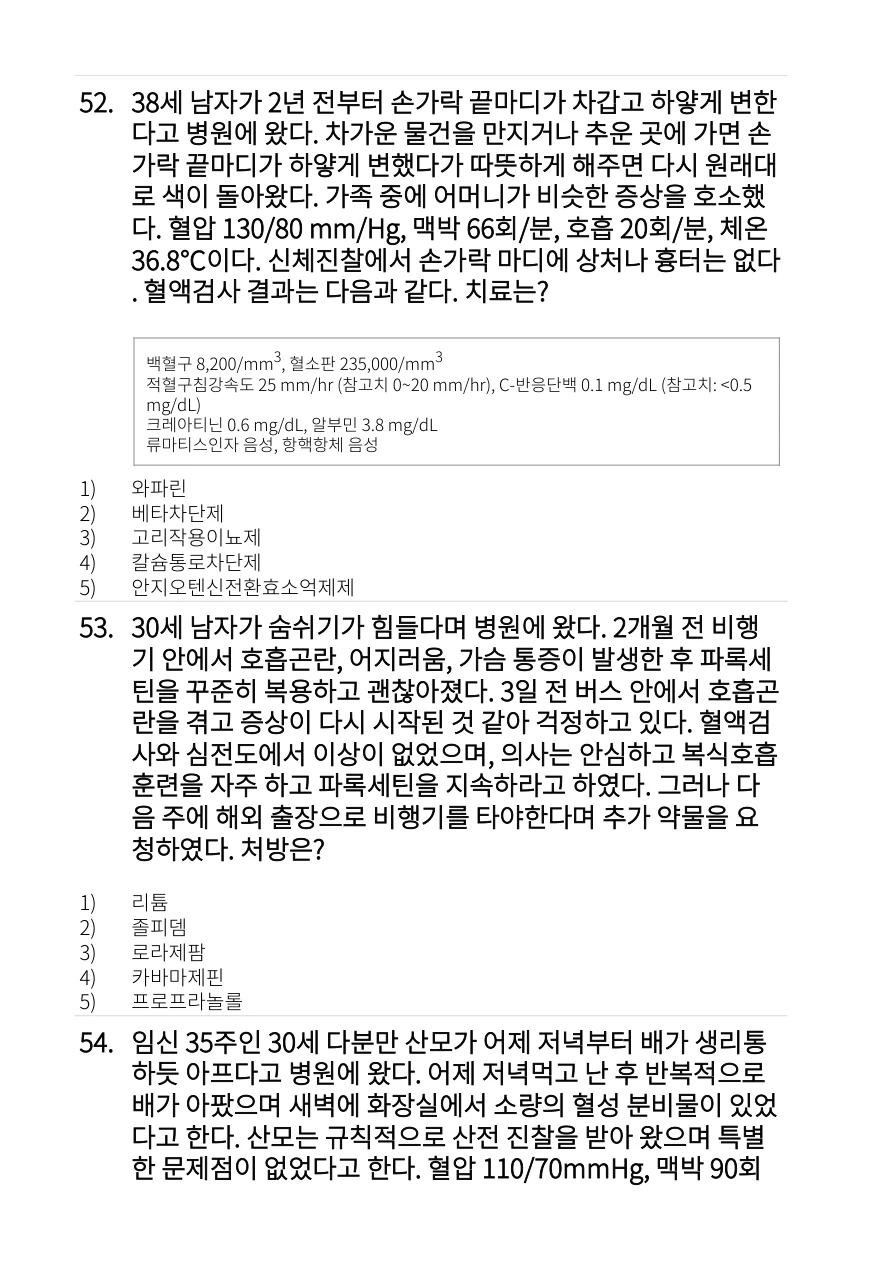 52. 38세 남자가 2년 전부터 손가락 끝마디가 차갑고 하얗게 변한
다고 병원에 왔다. 차가운 물건을 만지거나 추운 곳에 가면 손
가락 끝마디가 하얗게 변했다가 따뜻하게 해주면 다시 원래대
로 색이 돌아왔다. 가족 중에 어머니가 비슷한 증상을 호소했
다. 혈압 130/80 mm/Hg, 맥박 66회/분, 호흡 20회/분, 체온
36.8℃이다. 신체진찰에서 손가락 마디에 상처나 흉터는 없다
. 혈액검사 결과는 다음과 같다. 치료는?
백혈구 8,200/mm³, 혈소판 235,000/mm³
적혈구침강속도 25 mm/hr (참고치 0~20 mm/hr), C-반응단백 0.1 mg/dL (참고치: <0.5
mg/dL)
크레아티닌 0.6 mg/dL, 알부민 3.8 mg/dL
류마티스인자 음성, 항핵항체 음성
1) 와파린
2) 베타차단제
3) 고리작용이뇨제
4) 칼슘통로차단제
5) 안지오텐신전환효소억제제
53. 30세 남자가 숨쉬기가 힘들다며 병원에 왔다. 2개월 전 비행
기 안에서 호흡곤란, 어지러움, 가슴 통증이 발생한 후 파록세
틴을 꾸준히 복용하고 괜찮아졌다. 3일 전 버스 안에서 호흡곤
란을 겪고 증상이 다시 시작된 것 같아 걱정하고 있다. 혈액검
사와 심전도에서 이상이 없었으며, 의사는 안심하고 복식호흡
훈련을 자주 하고 파록세틴을 지속하라고 하였다. 그러나 다
음 주에 해외 출장으로 비행기를 타야한다며 추가 약물을 요
청하였다. 처방은?
1) 리튬
2) 졸피뎀
3) 로라제팜
4) 카바마제핀
5) 프로프라놀롤
54. 임신 35주인 30세 다분만 산모가 어제 저녁부터 배가 생리통
하듯 아프다고 병원에 왔다. 어제 저녁먹고 난 후 반복적으로
배가 아팠으며 새벽에 화장실에서 소량의 혈성 분비물이 있었
다고 한다. 산모는 규칙적으로 산전 진찰을 받아 왔으며 특별
한 문제점이 없었다고 한다. 혈압 110/70mmHg, 맥박 90회